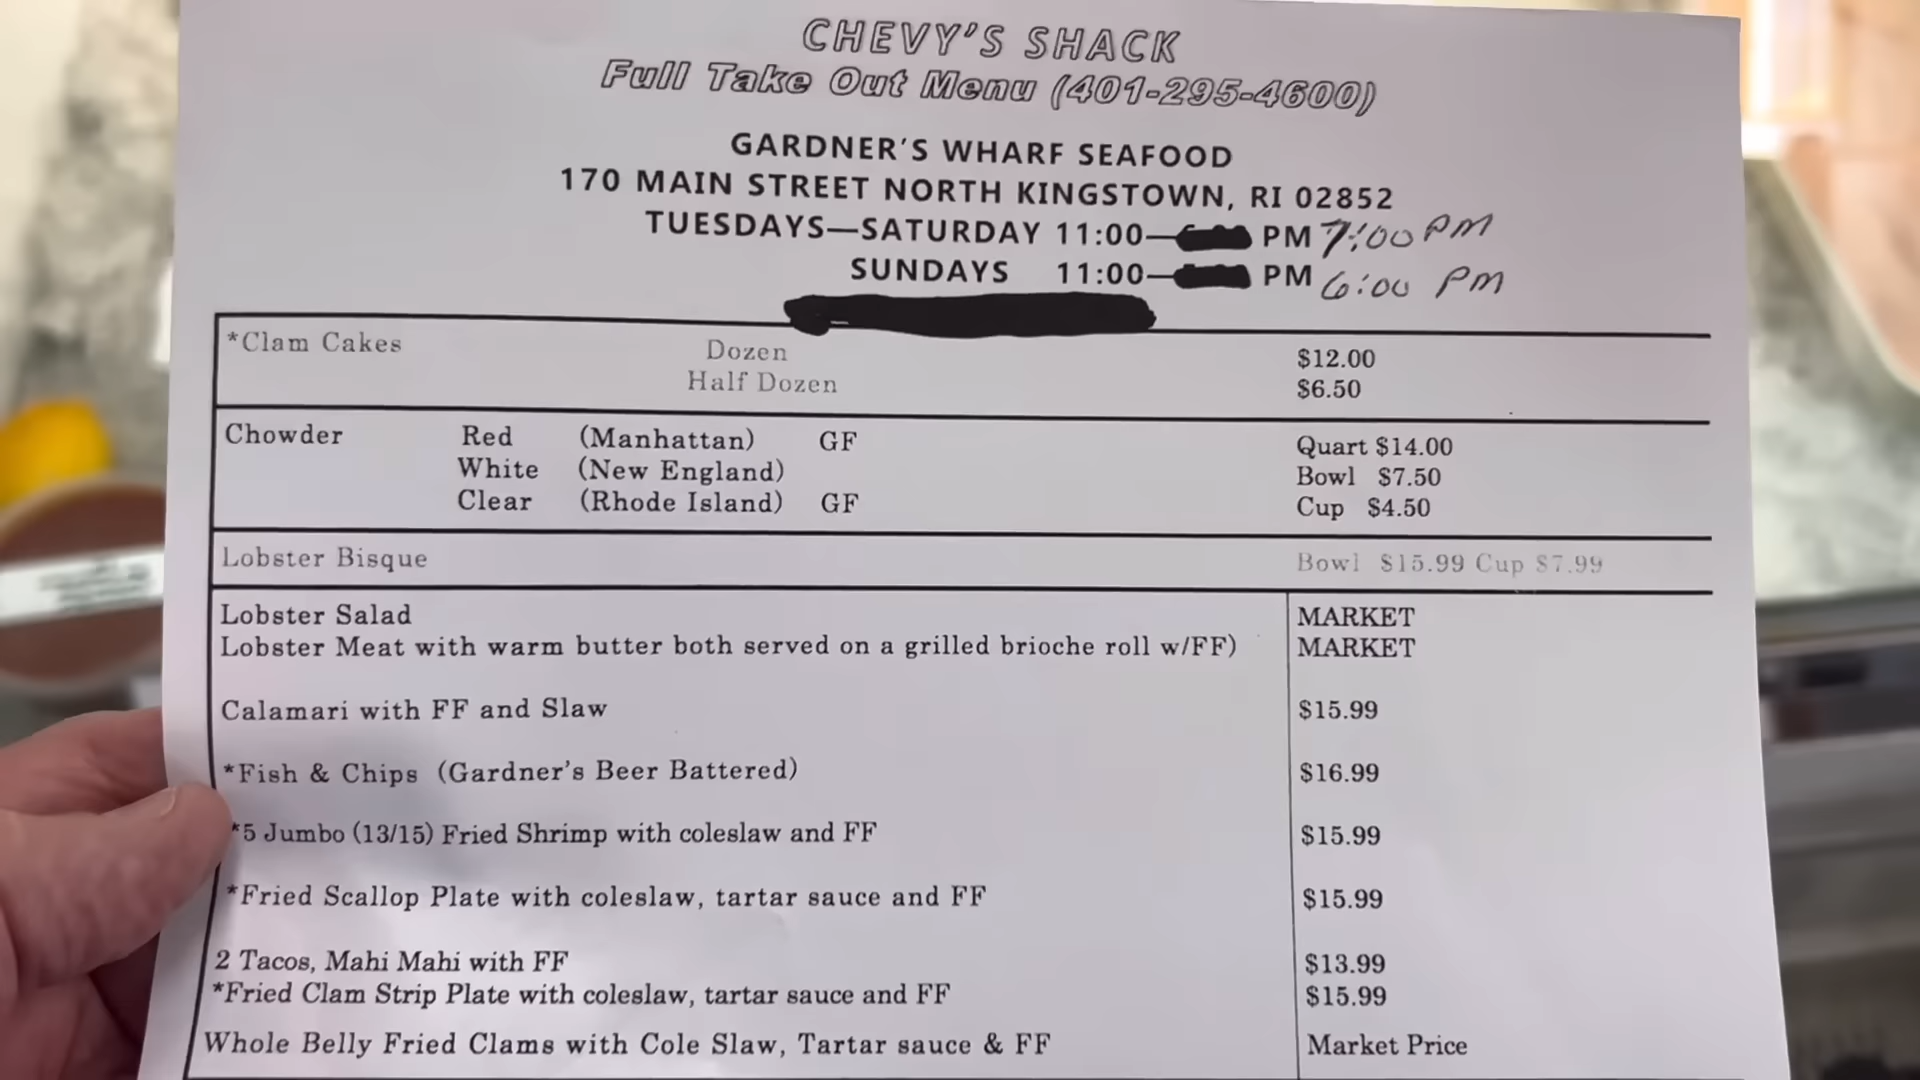 CHEVY'S SHACK
Full Take Out Menu (401-295-4600)
GARDNER'S WHARF SEAFOOD
170 MAIN STREET NORTH KINGSTOWN, RI 02852
TUESDAYS—SATURDAY 11:00— PM 7:00 PM
SUNDAYS 11:00— PM 6:00 PM
*Clam Cakes Dozen $12.00
Half Dozen $6.50
Chowder Red (Manhattan) GF Quart $14.00
White (New England) Bowl $7.50
Clear (Rhode Island) GF Cup $4.50
Lobster Bisque Bowl $15.99 Cup $7.99
Lobster Salad MARKET
Lobster Meat with warm butter both served on a grilled brioche roll w/FF) MARKET
Calamari with FF and Slaw $15.99
*Fish & Chips (Gardner's Beer Battered) $16.99
*5 Jumbo (13/15) Fried Shrimp with coleslaw and FF $15.99
*Fried Scallop Plate with coleslaw, tartar sauce and FF $15.99
2 Tacos, Mahi Mahi with FF $13.99
*Fried Clam Strip Plate with coleslaw, tartar sauce and FF $15.99
Whole Belly Fried Clams with Cole Slaw, Tartar sauce & FF Market Price